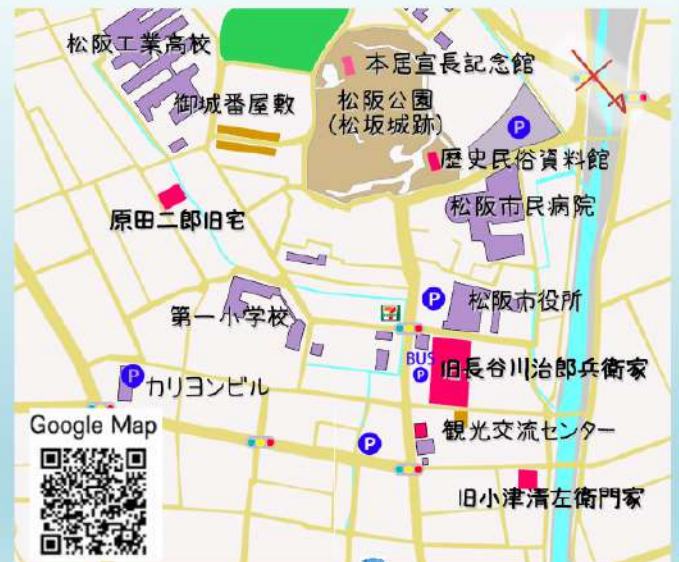 松阪工業高校
本居宣長記念館
御城番屋敷
松阪公園
(松坂城跡)
P
歴史民俗資料館
松阪市民病院
原田二郎旧宅
P
松阪市役所
第一小学校
7
BUS
P
旧長谷川治郎兵衛家
P
カリヨンビル
観光交流センター
Google Map
P
旧小津清左衛門家